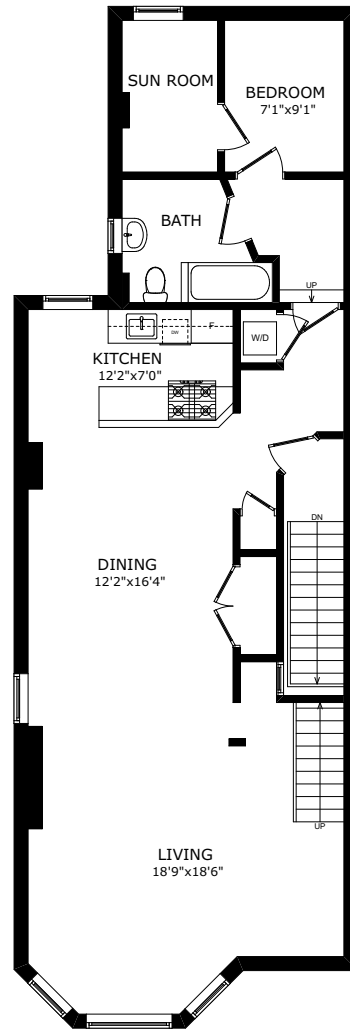 SUN ROOM
BEDROOM
7'1"x9'1"
BATH
UP
KITCHEN
12'2"x7'0"
DW
F
W/D
DN
DINING
12'2"x16'4"
UP
LIVING
18'9"x18'6"